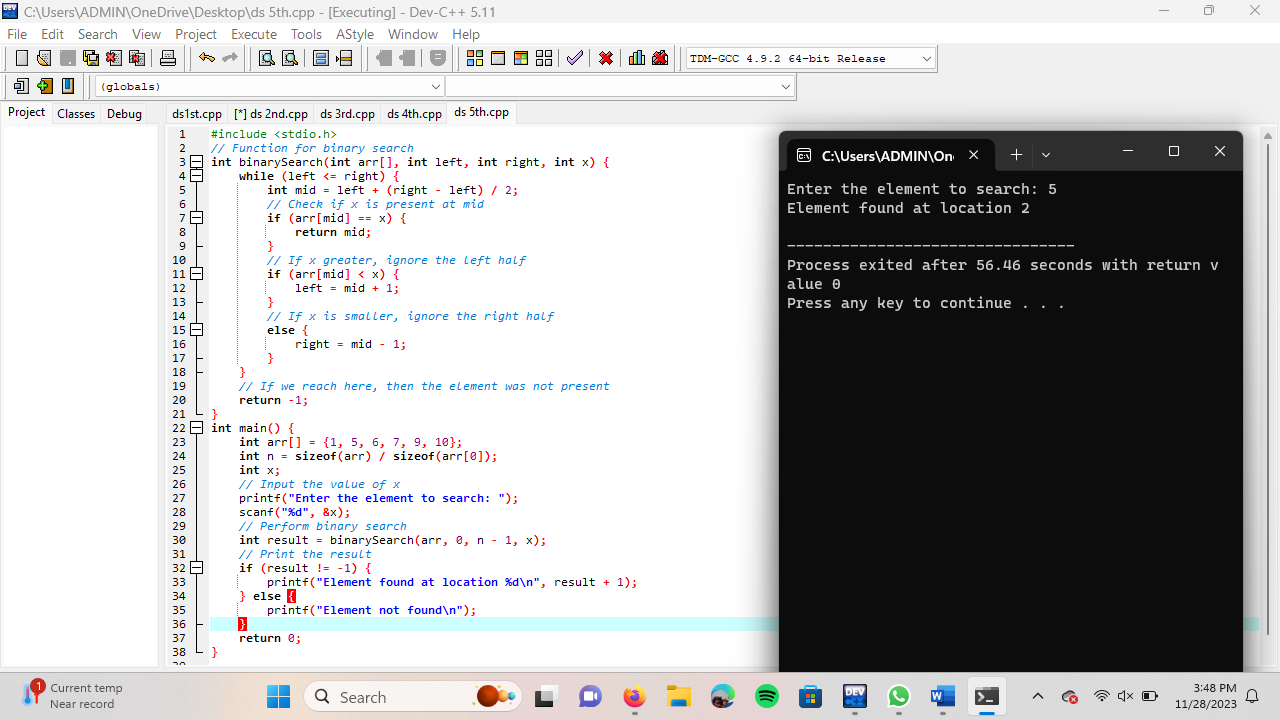 C:\Users\ADMIN\OneDrive\Desktop\ds 5th.cpp - [Executing] - Dev-C++ 5.11
File Edit Search View Project Execute Tools AStyle Window Help
TDM-GCC 4.9.2 64-bit Release
(globals)
Project Classes Debug
ds1st.cpp [*] ds 2nd.cpp ds 3rd.cpp ds 4th.cpp ds 5th.cpp
1 #include <stdio.h>
2 // Function for binary search
3 int binarySearch(int arr[], int left, int right, int x) {
4 while (left <= right) {
5 int mid = left + (right - left) / 2;
6 // Check if x is present at mid
7 if (arr[mid] == x) {
8 return mid;
9 }
10 // If x greater, ignore the left half
11 if (arr[mid] < x) {
12 left = mid + 1;
13 }
14 // If x is smaller, ignore the right half
15 else {
16 right = mid - 1;
17 }
18 }
19 // If we reach here, then the element was not present
20 return -1;
21 }
22 int main() {
23 int arr[] = {1, 5, 6, 7, 9, 10};
24 int n = sizeof(arr) / sizeof(arr[0]);
25 int x;
26 // Input the value of x
27 printf("Enter the element to search: ");
28 scanf("%d", &x);
29 // Perform binary search
30 int result = binarySearch(arr, 0, n - 1, x);
31 // Print the result
32 if (result != -1) {
33 printf("Element found at location %d\n", result + 1);
34 } else {
35 printf("Element not found\n");
36 }
37 return 0;
38 }
39
C:\Users\ADMIN\On
Enter the element to search: 5
Element found at location 2
--------------------------------
Process exited after 56.46 seconds with return v
alue 0
Press any key to continue . . .
1
Current temp
Near record
Search
DEV
3:48 PM
11/28/2023